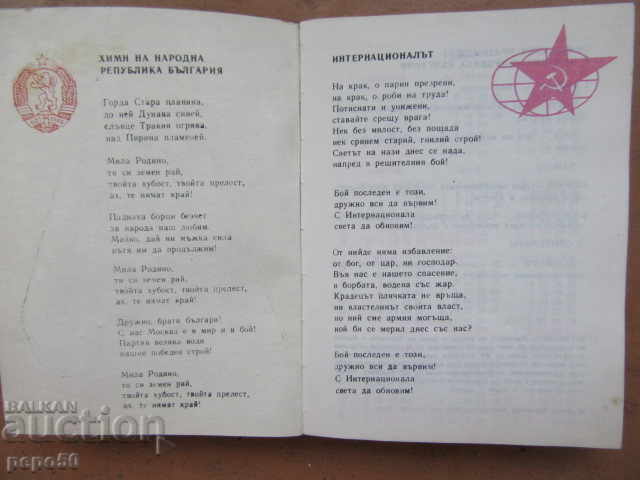 ХИМН НА НАРОДНА
РЕПУБЛИКА БЪЛГАРИЯ
Горда Стара планина,
до ней Дунава синей,
слънце Тракия огрява,
над Пирина пламеней.
Мила Родино,
ти си земен рай,
твойта хубост, твойта прелест,
ах, те нямат край!
Паднаха борци безчет
за народа наш любим.
Майко, дай ни мъжка сила
пътя им да продължим!
Мила Родино,
ти си земен рай,
твойта хубост, твойта прелест,
ах, те нямат край!
Дружно, братя българи!
С нас Москва е в мир и в бой!
Партия велика води
нашия победен строй!
Мила Родино,
ти си земен рай,
твойта хубост, твойта прелест,
ах, те нямат край!
ИНТЕРНАЦИОНАЛЪТ
На крак, о парии презрени,
на крак, о роби на труда!
Потиснати и унижени,
ставайте срещу врага!
Нек без милост, без пощада
нек сринем старий, гнилий строй!
Светът на нази днес се пада,
напред в решителния бой!
Бой последен е този,
дружно вси да вървим!
С Интернационала
света да обновим!
От нийде няма избавление:
от бог, от цар, ни господар.
Във нас е нашето спасение,
в борбата, водена със жар.
Крадецът плячката не връща,
ни властелинът своята власт,
но ний сме армия могъща,
кой би се мерил днес със нас?
Бой последен е този,
дружно вси да вървим!
С Интернационала
света да обновим!
БАЛКАН
auction
pepo50